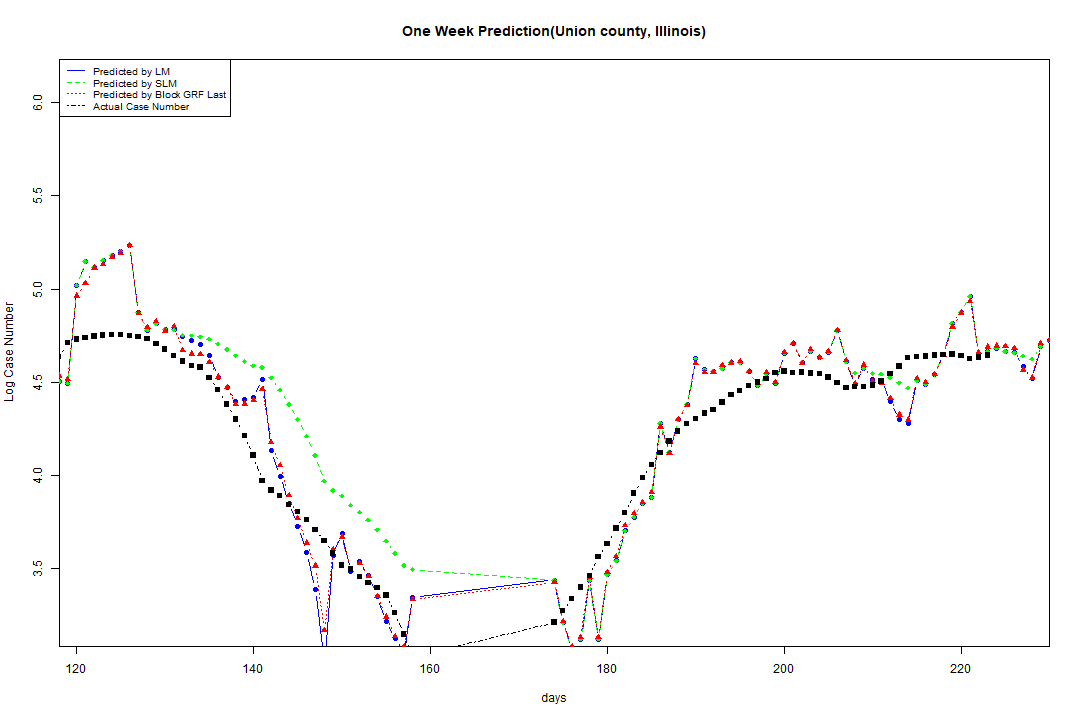 One Week Prediction(Union county, Illinois)
Predicted by LM
Predicted by SLM
Predicted by Block GRF Last
Actual Case Number
Log Case Number
6.0
5.5
5.0
4.5
4.0
3.5
120 140 160 180 200 220
days